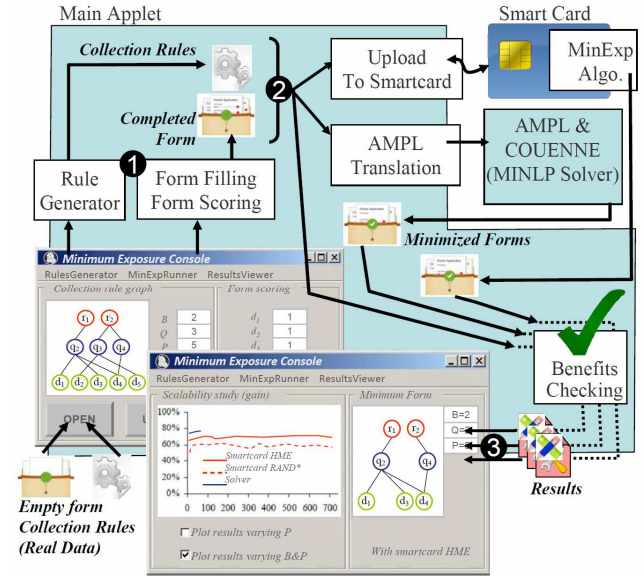 Main Applet
Smart Card
Collection Rules
Upload
To Smartcard
MinExp
Algo.
2
Completed
Form
AMPL
Translation
AMPL &
COUENNE
(MINLP Solver)
1
Rule
Generator
Form Filling
Form Scoring
Minimized Forms
Minimum Exposure Console
RulesGenerator MinExpRunner ResultsViewer
Collection rule graph
Form scoring
r1 r2
q2 q3 q4
d1 d2 d3 d4 d5
B 2
Q 3
P 5
d1 1
d2 1
d4 1
OPEN
Benefits
Checking
Minimum Exposure Console
RulesGenerator MinExpRunner ResultsViewer
Scalability study (gain)
100%
80%
60%
40%
20%
0%
0 100 200 300 400 500 600 700
Smartcard HME
Smartcard RAND*
Solver
Plot results varying P
Plot results varying B&P
Minimum Form
B=2
Q=
P=
r1 r2
q2 q4
d1 d3 d4
With smartcard HME
3
Results
Empty form
Collection Rules
(Real Data)